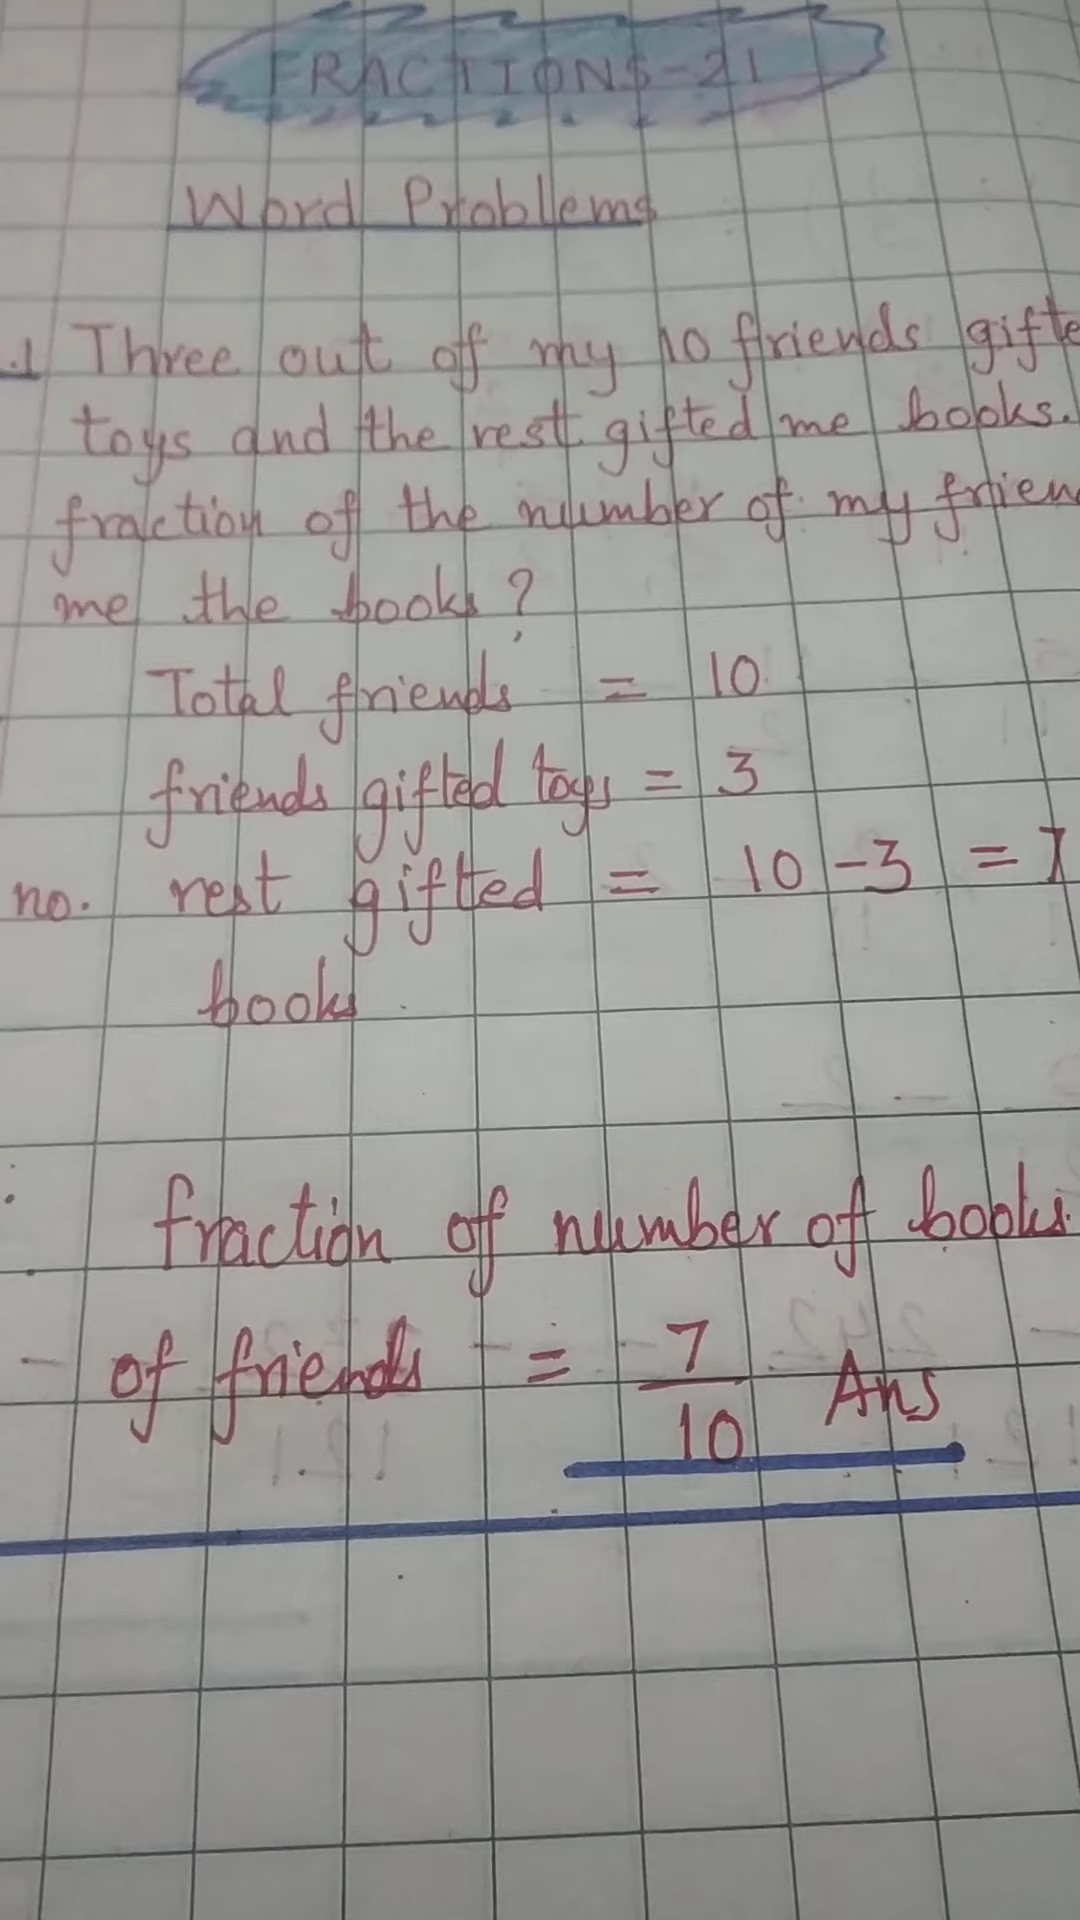 FRACTIONS-21
Word Problems
.1 Three out of my 10 friends gifte
toys and the rest gifted me books.
fraction of the number of my frien
me the books?
Total friends = 10
friends gifted toys = 3
no. rest gifted = 10-3 = 7
books
fraction of number of books
of friends = 7
10 Ans